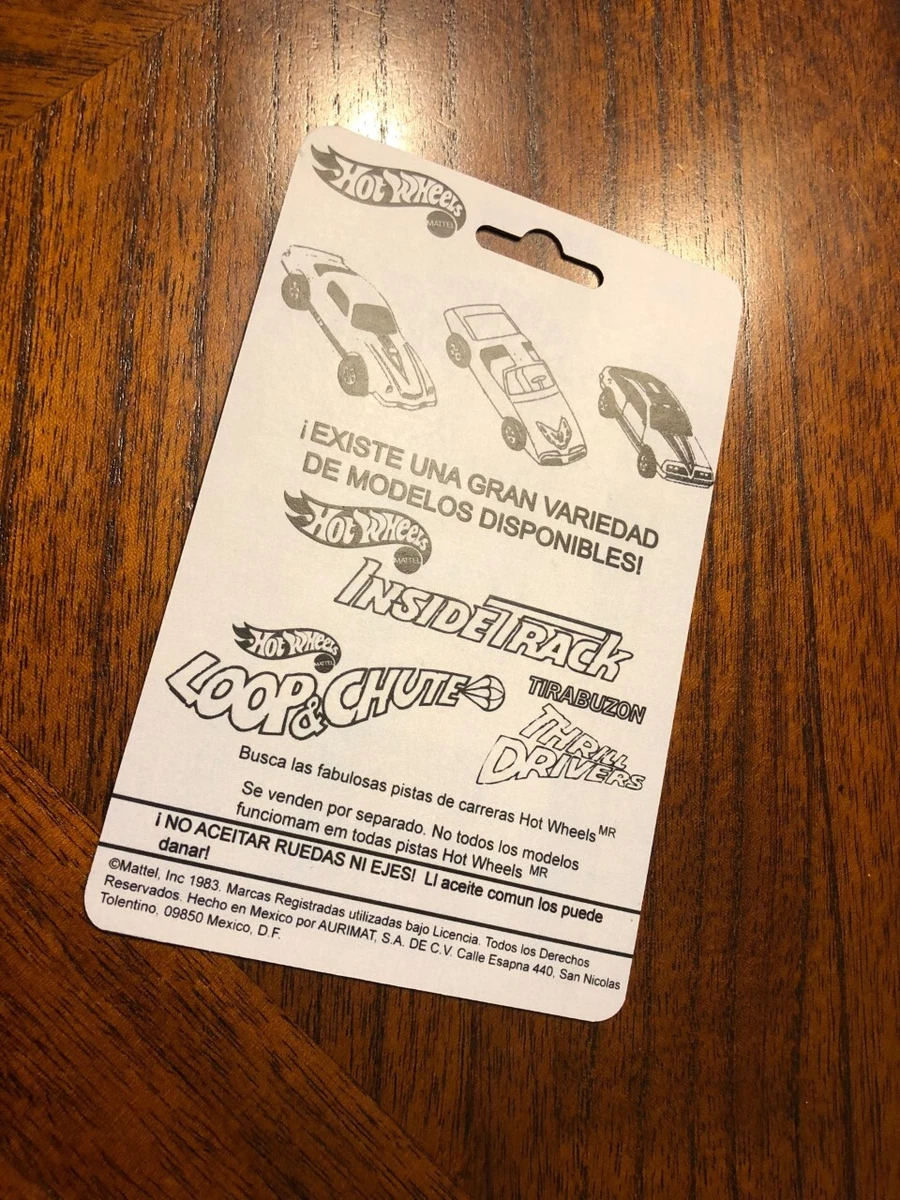 Hot Wheels
MATTEL
¡EXISTE UNA GRAN VARIEDAD
DE MODELOS DISPONIBLES!
Hot Wheels
MATTEL
INSIDE TRACK
Hot Wheels
MATTEL
LOOP & CHUTE
TIRABUZON
THRILL
DRIVERS
Busca las fabulosas pistas de carreras Hot Wheels MR
Se venden por separado. No todos los modelos
funciomam em todas pistas Hot Wheels MR
¡ NO ACEITAR RUEDAS NI EJES! LI aceite comun los puede
danar!
©Mattel, Inc 1983. Marcas Registradas utilizadas bajo Licencia. Todos los Derechos
Reservados. Hecho en Mexico por AURIMAT, S.A. DE C.V. Calle Esapna 440, San Nicolas
Tolentino, 09850 Mexico, D.F.